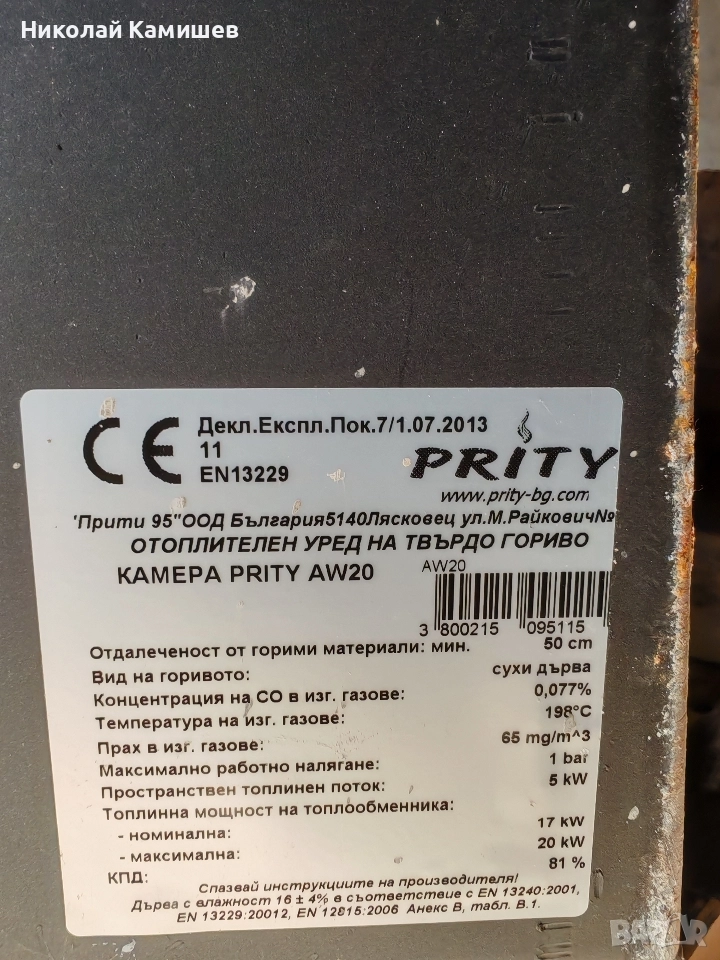 Николай Камишев
CE
Декл.Експл.Пок.7/1.07.2013
11
EN13229
PRITY
www.prity-bg.com
'Прити 95"ООД България5140Лясковец ул.М.Райкович№
ОТОПЛИТЕЛЕН УРЕД НА ТВЪРДО ГОРИВО
КАМЕРА PRITY AW20
AW20
3 800215 095115
Отдалеченост от горими материали: мин. 50 cm
Вид на горивото: сухи дърва
Концентрация на CO в изг. газове: 0,077%
Температура на изг. газове: 198°C
Прах в изг. газове: 65 mg/m^3
Максимално работно налягане: 1 bar
Пространствен топлинен поток: 5 kW
Топлинна мощност на топлообменника:
- номинална: 17 kW
- максимална: 20 kW
КПД: 81 %
Спазвай инструкциите на производителя!
Дърва с влажност 16 ± 4% в съответствие с EN 13240:2001,
EN 13229:20012, EN 12815:2006 Анекс B, табл. B.1.
BAZAR